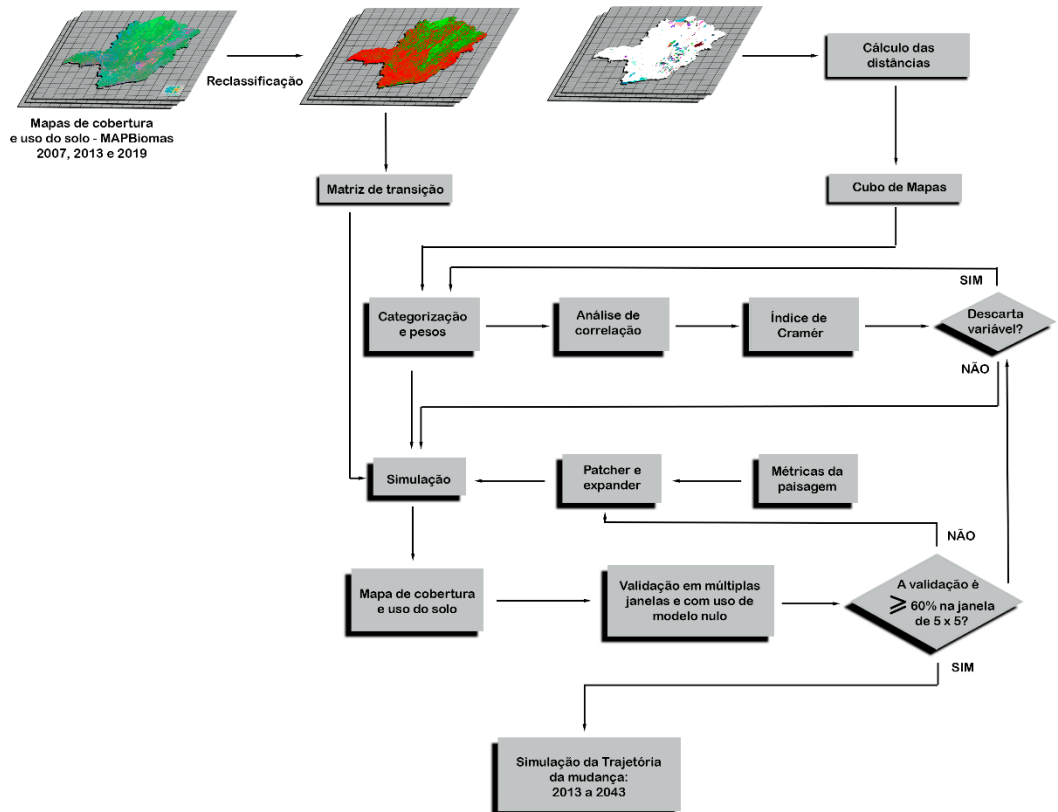 Reclassificação
Mapas de cobertura
e uso do solo - MAPBiomas
2007, 2013 e 2019
Cálculo das
distâncias
Matriz de transição
Cubo de Mapas
SIM
Categorização
e pesos
Análise de
correlação
Índice de
Cramér
Descarta
variável?
NÃO
Simulação
Patcher e
expander
Métricas da
paisagem
NÃO
Mapa de cobertura
e uso do solo
Validação em múltiplas
janelas e com uso de
modelo nulo
A validação é
⩾ 60% na janela
de 5 x 5?
SIM
Simulação da Trajetória
da mudança:
2013 a 2043